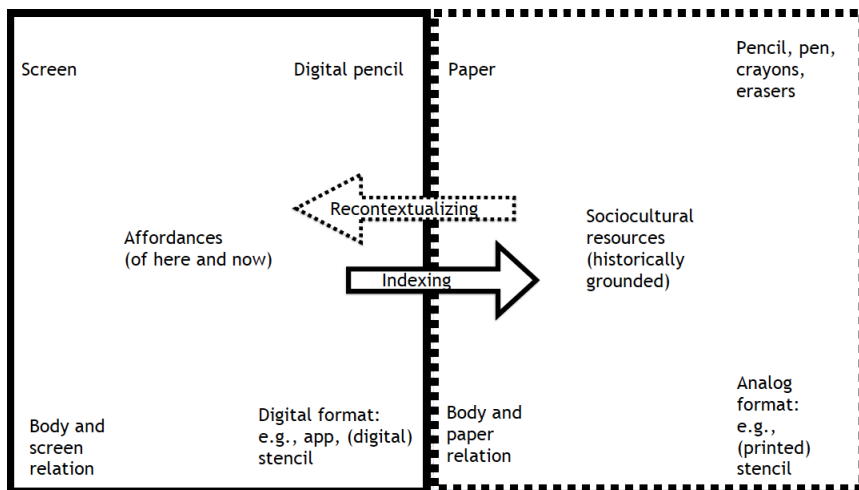 Screen
Digital pencil
Paper
Pencil, pen,
crayons,
erasers
Recontextualizing
Affordances
(of here and now)
Sociocultural
resources
(historically
grounded)
Indexing
Body and
screen
relation
Digital format:
e.g., app, (digital)
stencil
Body and
paper
relation
Analog
format:
e.g.,
(printed)
stencil